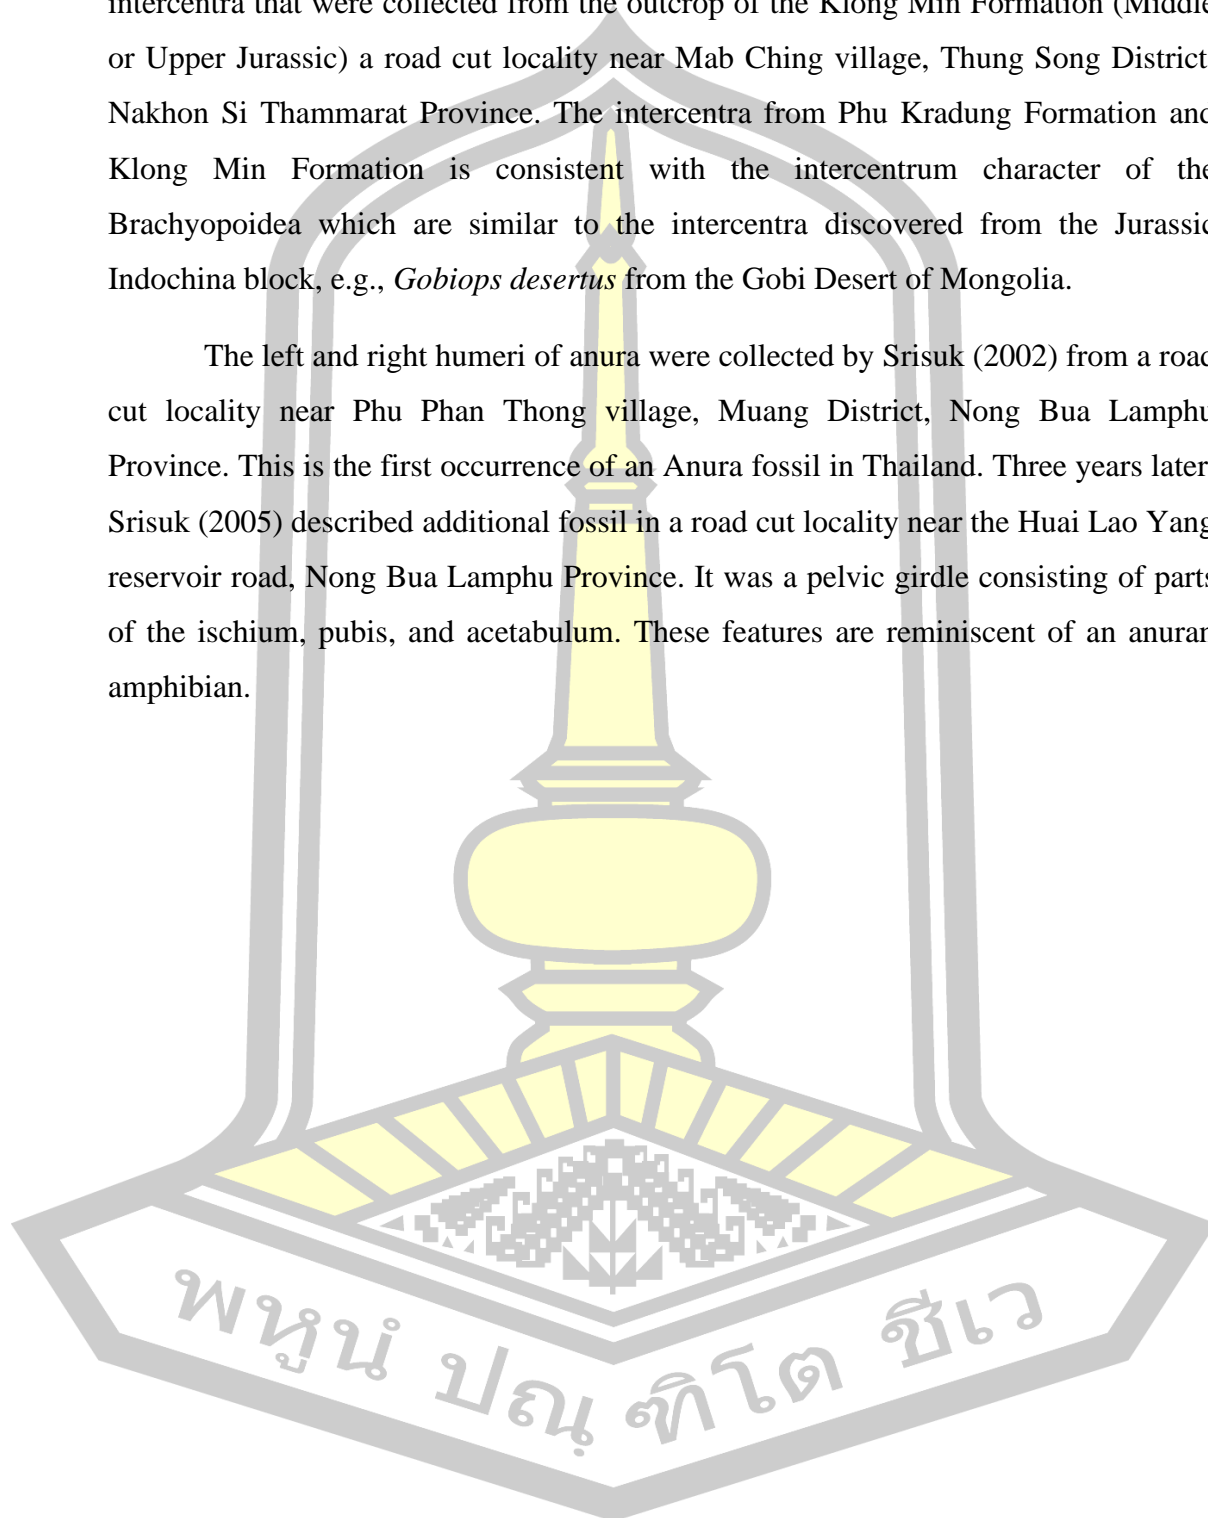 intercentra that were collected from the outcrop of the Klong Min Formation (Middle
or Upper Jurassic) a road cut locality near Mab Ching village, Thung Song District
Nakhon Si Thammarat Province. The intercentra from Phu Kradung Formation and
Klong Min Formation is consistent with the intercentrum character of the
Brachyopoidea which are similar to the intercentra discovered from the Jurassic
Indochina block, e.g., Gobiops desertus from the Gobi Desert of Mongolia.
The left and right humeri of anura were collected by Srisuk (2002) from a road
cut locality near Phu Phan Thong village, Muang District, Nong Bua Lamphu
Province. This is the first occurrence of an Anura fossil in Thailand. Three years later
Srisuk (2005) described additional fossil in a road cut locality near the Huai Lao Yang
reservoir road, Nong Bua Lamphu Province. It was a pelvic girdle consisting of parts
of the ischium, pubis, and acetabulum. These features are reminiscent of an anuran
amphibian.
พหูนํ ปณฺฑิโต ชีเว